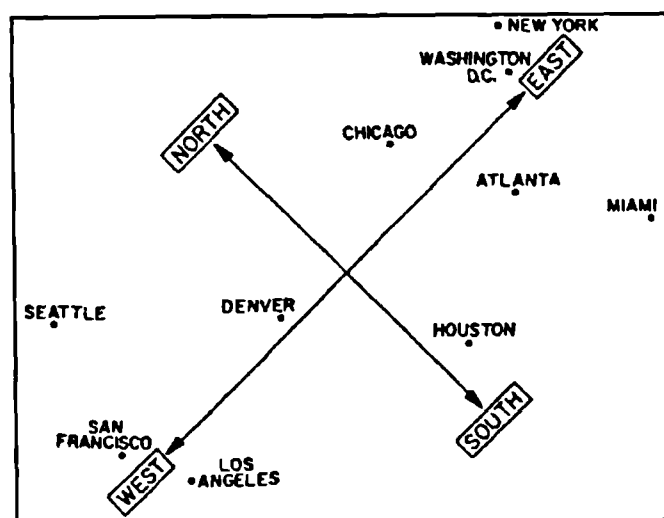 NEW YORK
WASHINGTON
D.C.
EAST
NORTH
CHICAGO
ATLANTA
MIAMI
SEATTLE
DENVER
HOUSTON
SAN
FRANCISCO
WEST
LOS
ANGELES
SOUTH